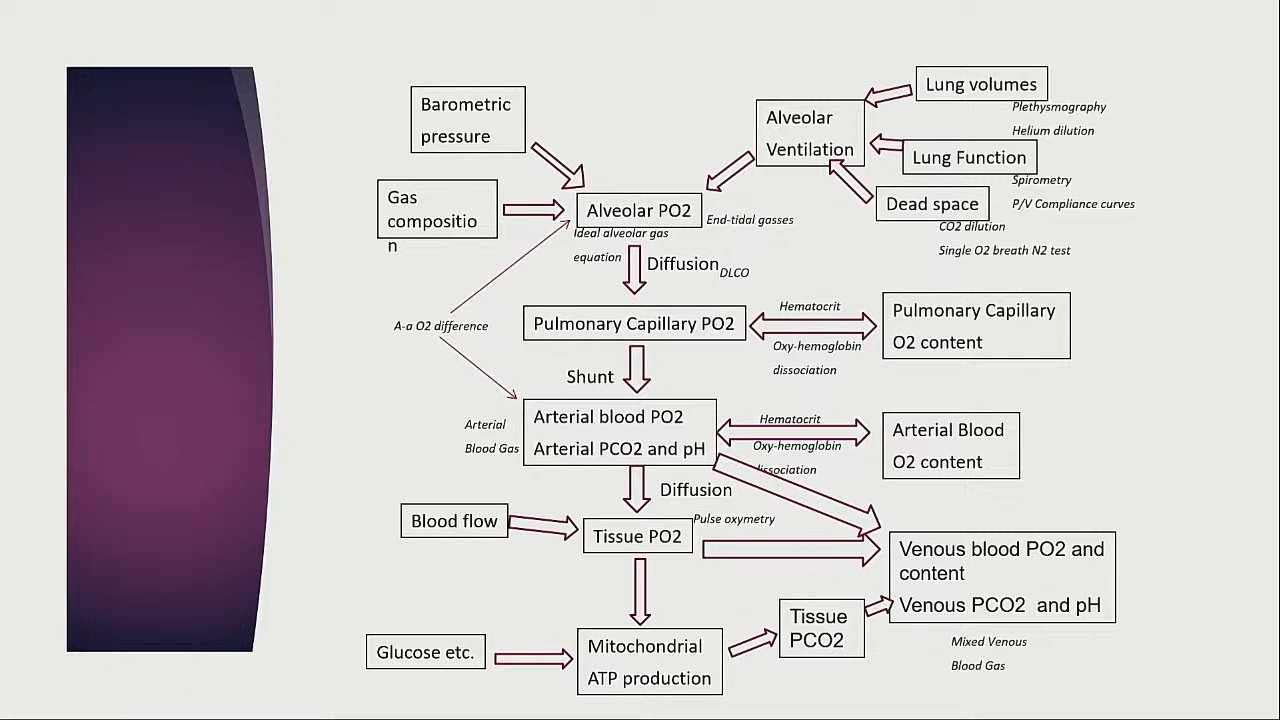 Barometric
pressure
Gas
compositio
n
Alveolar
Ventilation
Lung volumes
Plethysmography
Helium dilution
Lung Function
Spirometry
P/V Compliance curves
Dead space
CO2 dilution
Single O2 breath N2 test
Alveolar PO2
End-tidal gasses
Ideal alveolar gas
equation
Diffusion
DLCO
A-a O2 difference
Pulmonary Capillary PO2
Hematocrit
Oxy-hemoglobin
dissociation
Pulmonary Capillary
O2 content
Shunt
Arterial
Blood Gas
Arterial blood PO2
Arterial PCO2 and pH
Hematocrit
Oxy-hemoglobin
dissociation
Arterial Blood
O2 content
Diffusion
Blood flow
Tissue PO2
Pulse oxymetry
Venous blood PO2 and
content
Venous PCO2 and pH
Mixed Venous
Blood Gas
Tissue
PCO2
Glucose etc.
Mitochondrial
ATP production